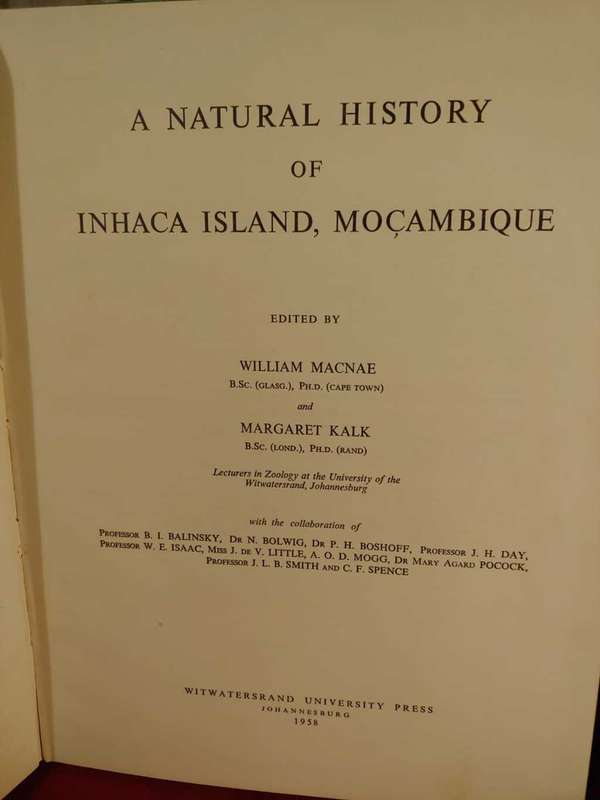 A NATURAL HISTORY
OF
INHACA ISLAND, MOÇAMBIQUE
EDITED BY
WILLIAM MACNAE
B.Sc. (GLASG.), PH.D. (CAPE TOWN)
and
MARGARET KALK
B.Sc. (LOND.), PH.D. (RAND)
Lecturers in Zoology at the University of the
Witwatersrand, Johannesburg
with the collaboration of
PROFESSOR B. I. BALINSKY, DR N. BOLWIG, DR P. H. BOSHOFF, PROFESSOR J. H. DAY,
PROFESSOR W. E. ISAAC, MISS J. DE V. LITTLE, A. O. D. MOGG, DR MARY AGARD POCOCK,
PROFESSOR J. L. B. SMITH AND C. F. SPENCE
WITWATERSRAND UNIVERSITY PRESS
JOHANNESBURG
1958